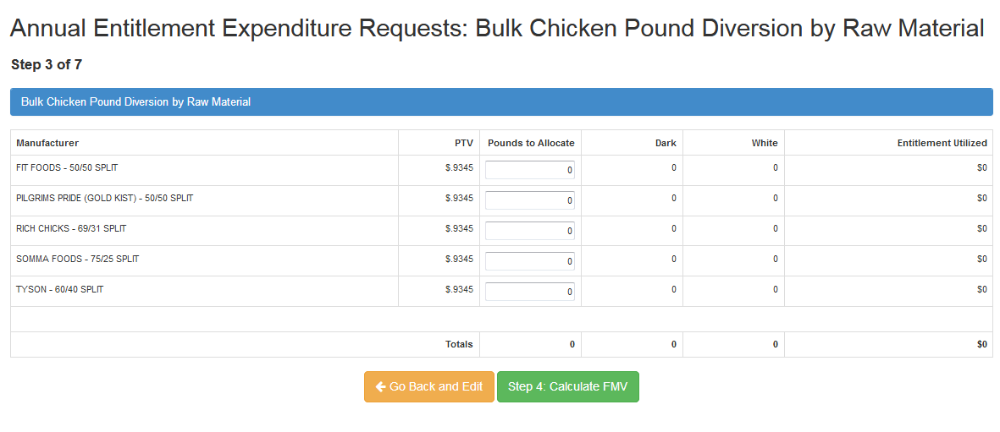 Annual Entitlement Expenditure Requests: Bulk Chicken Pound Diversion by Raw Material
Step 3 of 7
Bulk Chicken Pound Diversion by Raw Material
Manufacturer PTV Pounds to Allocate Dark White Entitlement Utilized
FIT FOODS - 50/50 SPLIT $.9345 0 0 0 $0
PILGRIMS PRIDE (GOLD KIST) - 50/50 SPLIT $.9345 0 0 0 $0
RICH CHICKS - 69/31 SPLIT $.9345 0 0 0 $0
SOMMA FOODS - 75/25 SPLIT $.9345 0 0 0 $0
TYSON - 60/40 SPLIT $.9345 0 0 0 $0
Totals 0 0 0 $0
Go Back and Edit Step 4: Calculate FMV